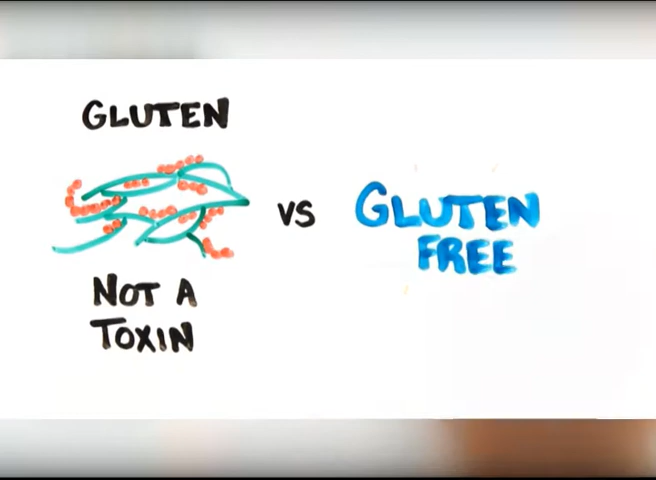 GLUTEN
NOT A
TOXIN
VS
GLUTEN
FREE